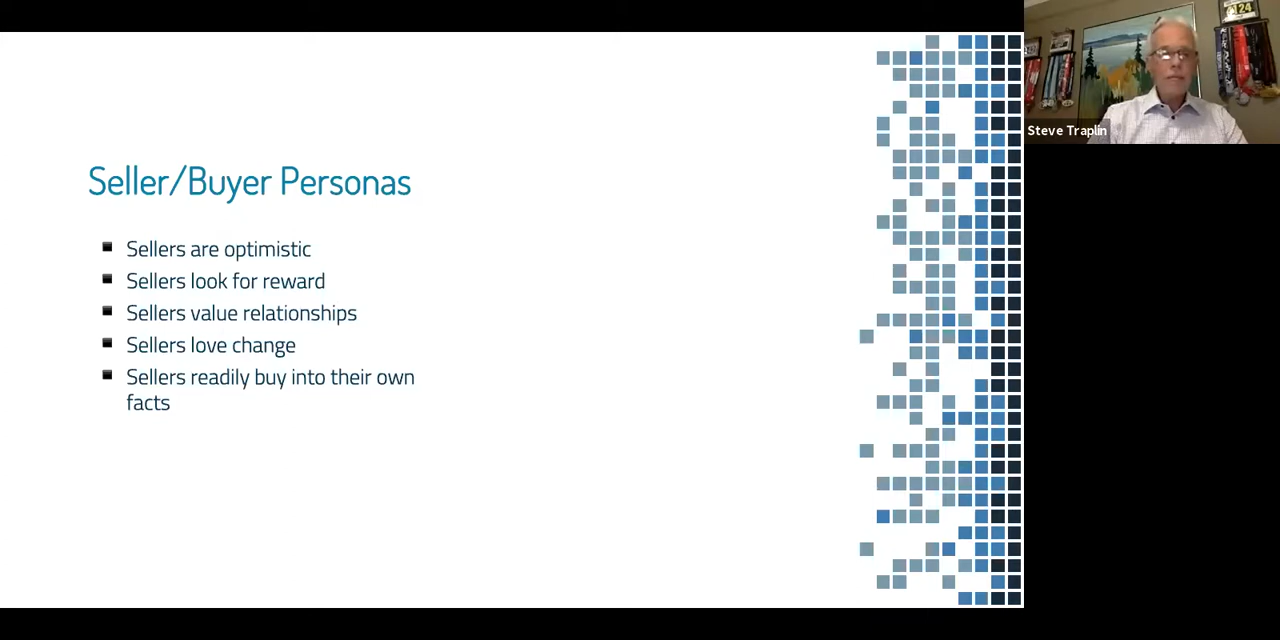 Seller/Buyer Personas
Sellers are optimistic
Sellers look for reward
Sellers value relationships
Sellers love change
Sellers readily buy into their own
facts
124
Steve Traplin